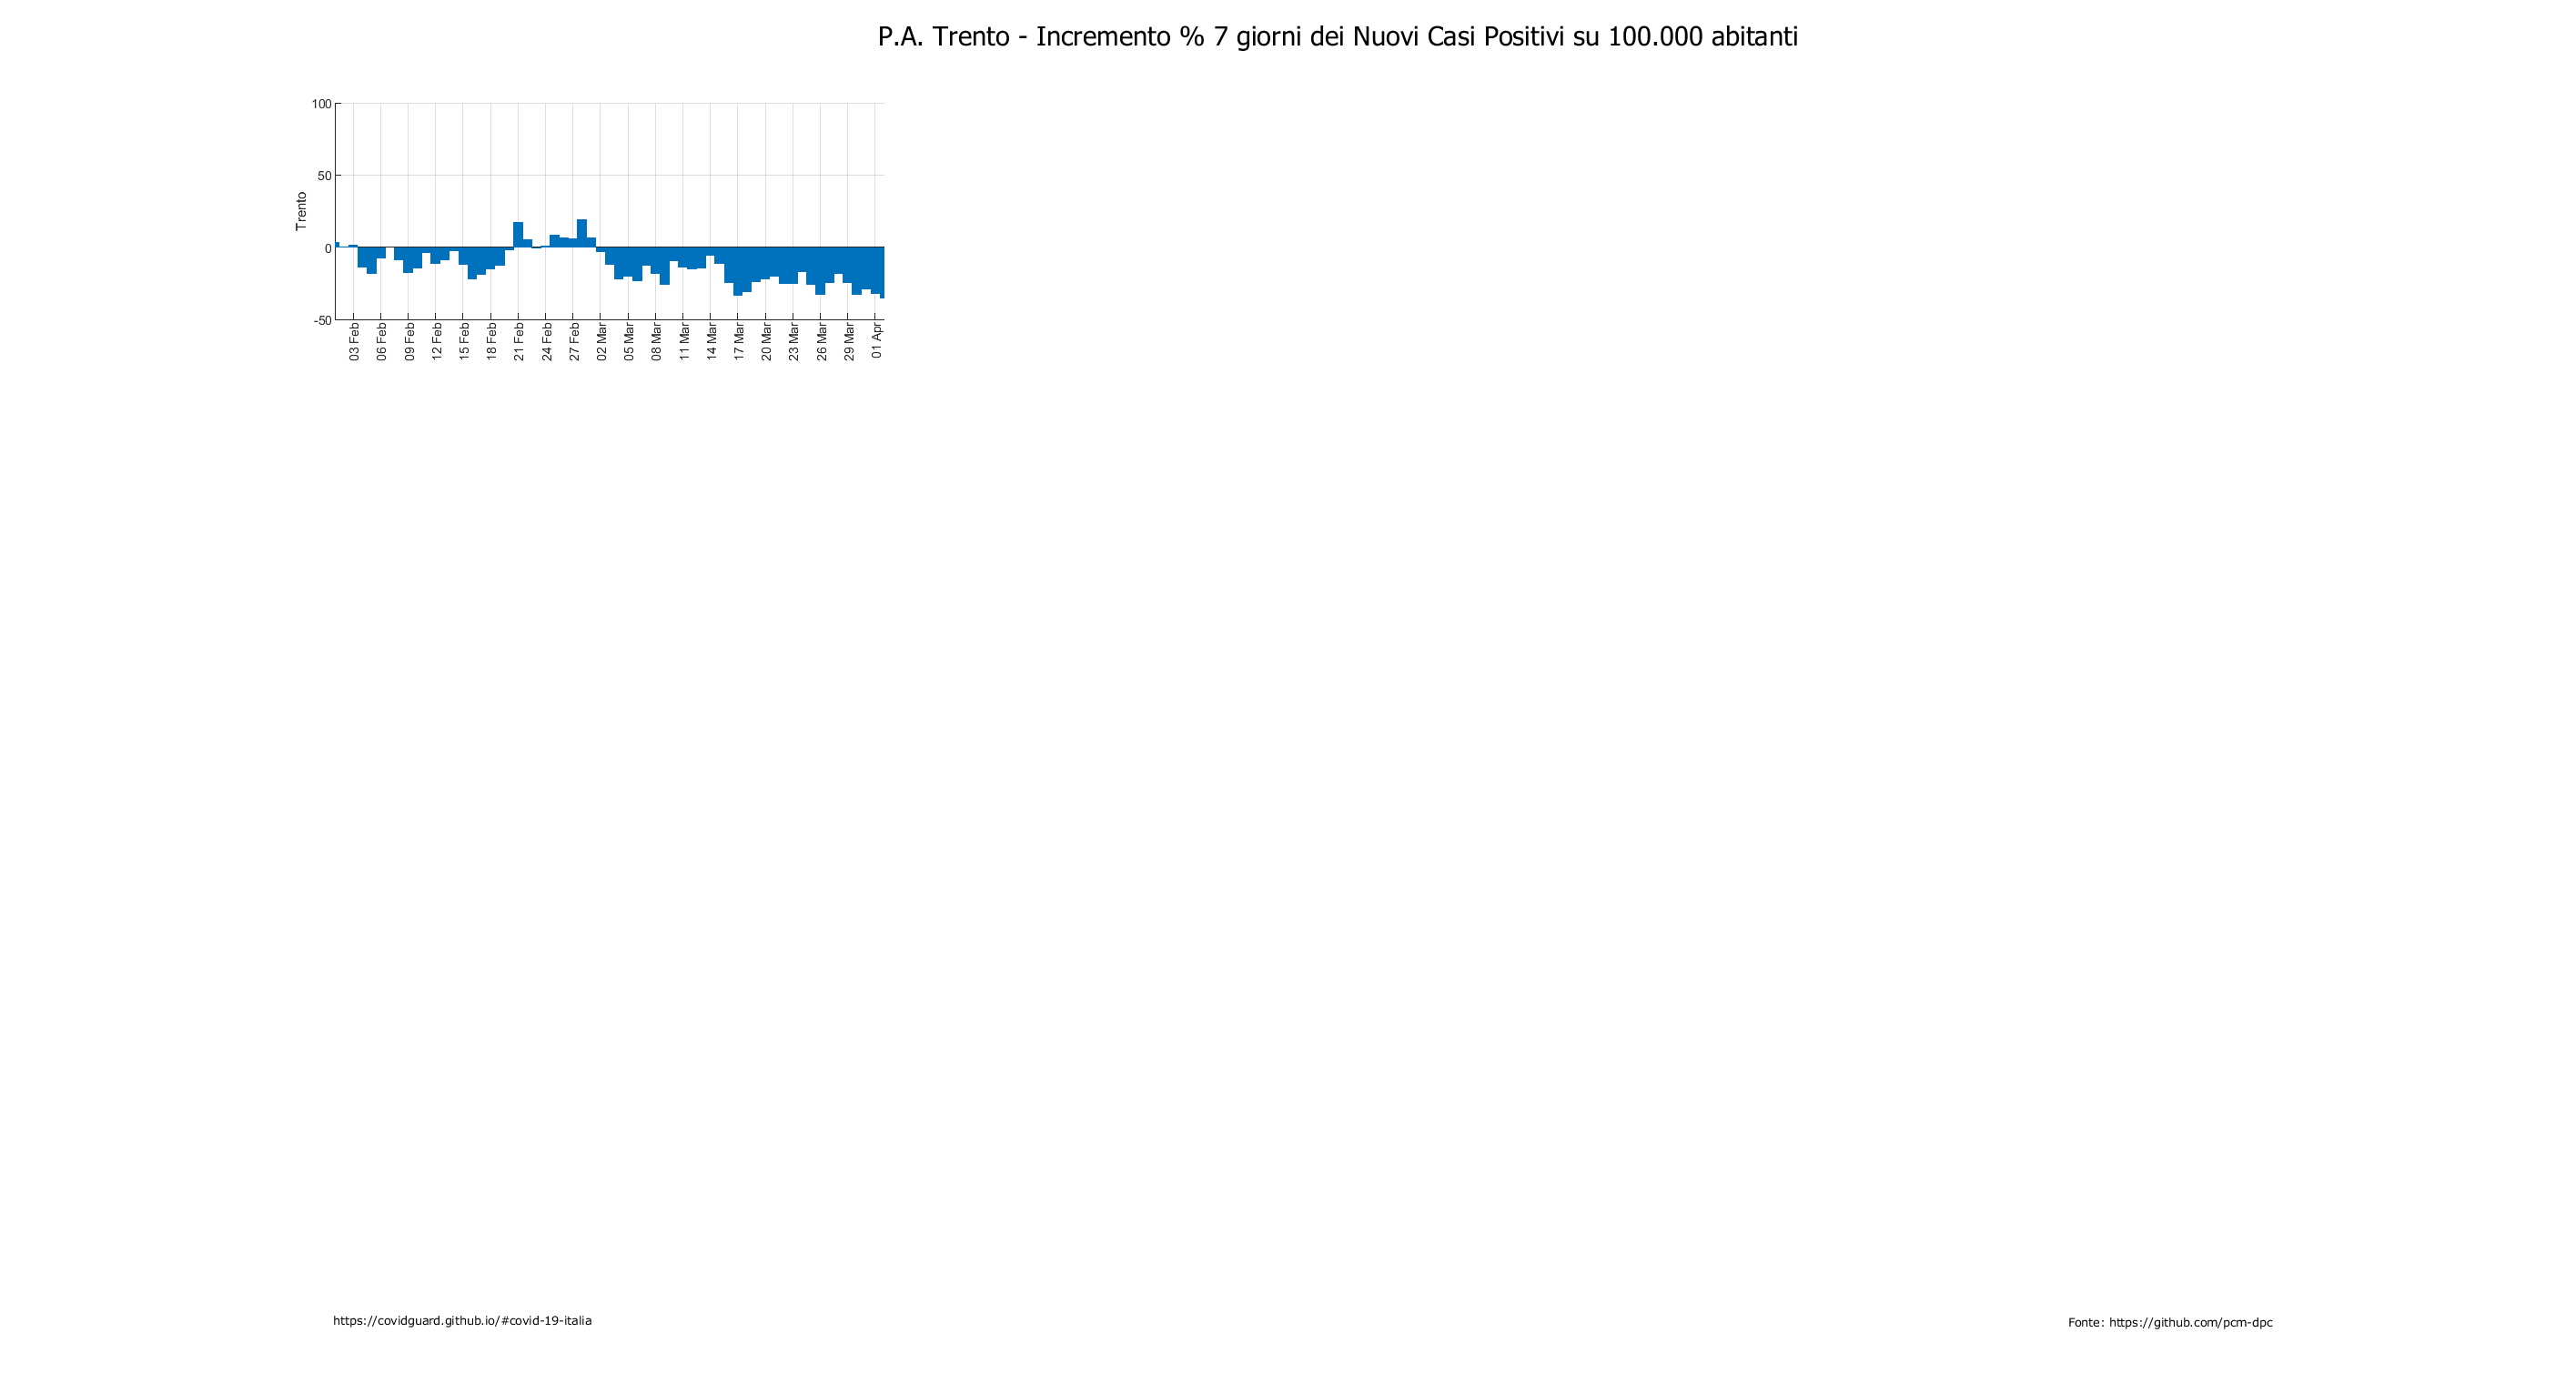 P.A. Trento - Incremento % 7 giorni dei Nuovi Casi Positivi su 100.000 abitanti
100
50
0
-50
Trento
03 Feb
06 Feb
09 Feb
12 Feb
15 Feb
18 Feb
21 Feb
24 Feb
27 Feb
02 Mar
05 Mar
08 Mar
11 Mar
14 Mar
17 Mar
20 Mar
23 Mar
26 Mar
29 Mar
01 Apr
https://covidguard.github.io/#covid-19-italia
Fonte: https://github.com/pcm-dpc